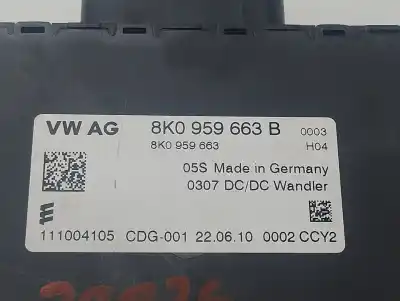 VW AG 8K0 959 663 B 0003
8K0 959 663 H04
05S Made in Germany
0307 DC/DC Wandler
111004105 CDG-001 22.06.10 0002 CCY2